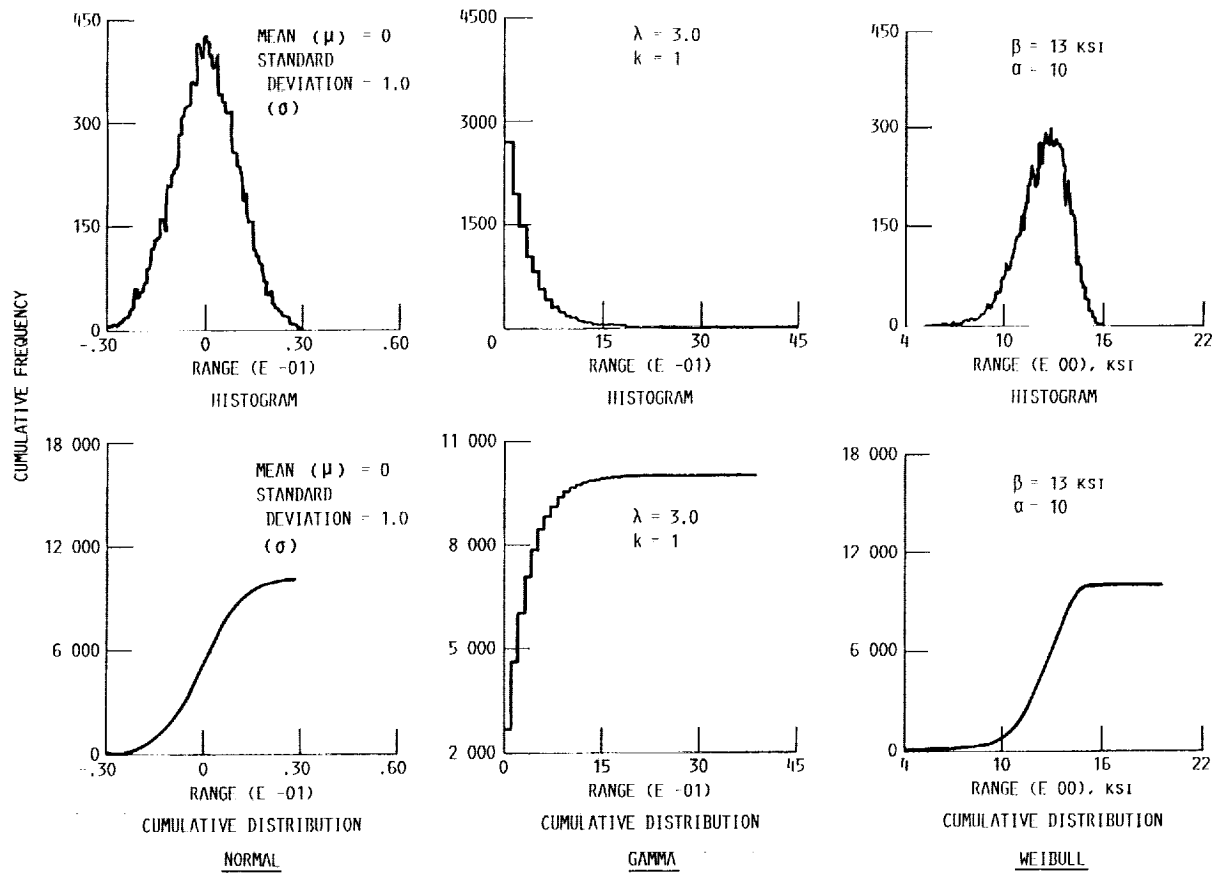 CUMULATIVE FREQUENCY
450
300
150
0
-.30
0
.30
.60
MEAN (μ) = 0
STANDARD
DEVIATION = 1.0
(σ)
RANGE (E -01)
HISTOGRAM
4500
3000
1500
0
0
15
30
45
λ = 3.0
k = 1
RANGE (E -01)
HISTOGRAM
450
300
150
0
4
10
16
22
β = 13 KSI
α = 10
RANGE (E 00), KSI
HISTOGRAM
18 000
12 000
6 000
0
-.30
0
.30
.60
MEAN (μ) = 0
STANDARD
DEVIATION = 1.0
(σ)
RANGE (E -01)
CUMULATIVE DISTRIBUTION
NORMAL
11 000
8 000
5 000
2 000
0
15
30
45
λ = 3.0
k = 1
RANGE (E -01)
CUMULATIVE DISTRIBUTION
GAMMA
18 000
12 000
6 000
0
4
10
16
22
β = 13 KSI
α = 10
RANGE (E 00), KSI
CUMULATIVE DISTRIBUTION
WEIBULL